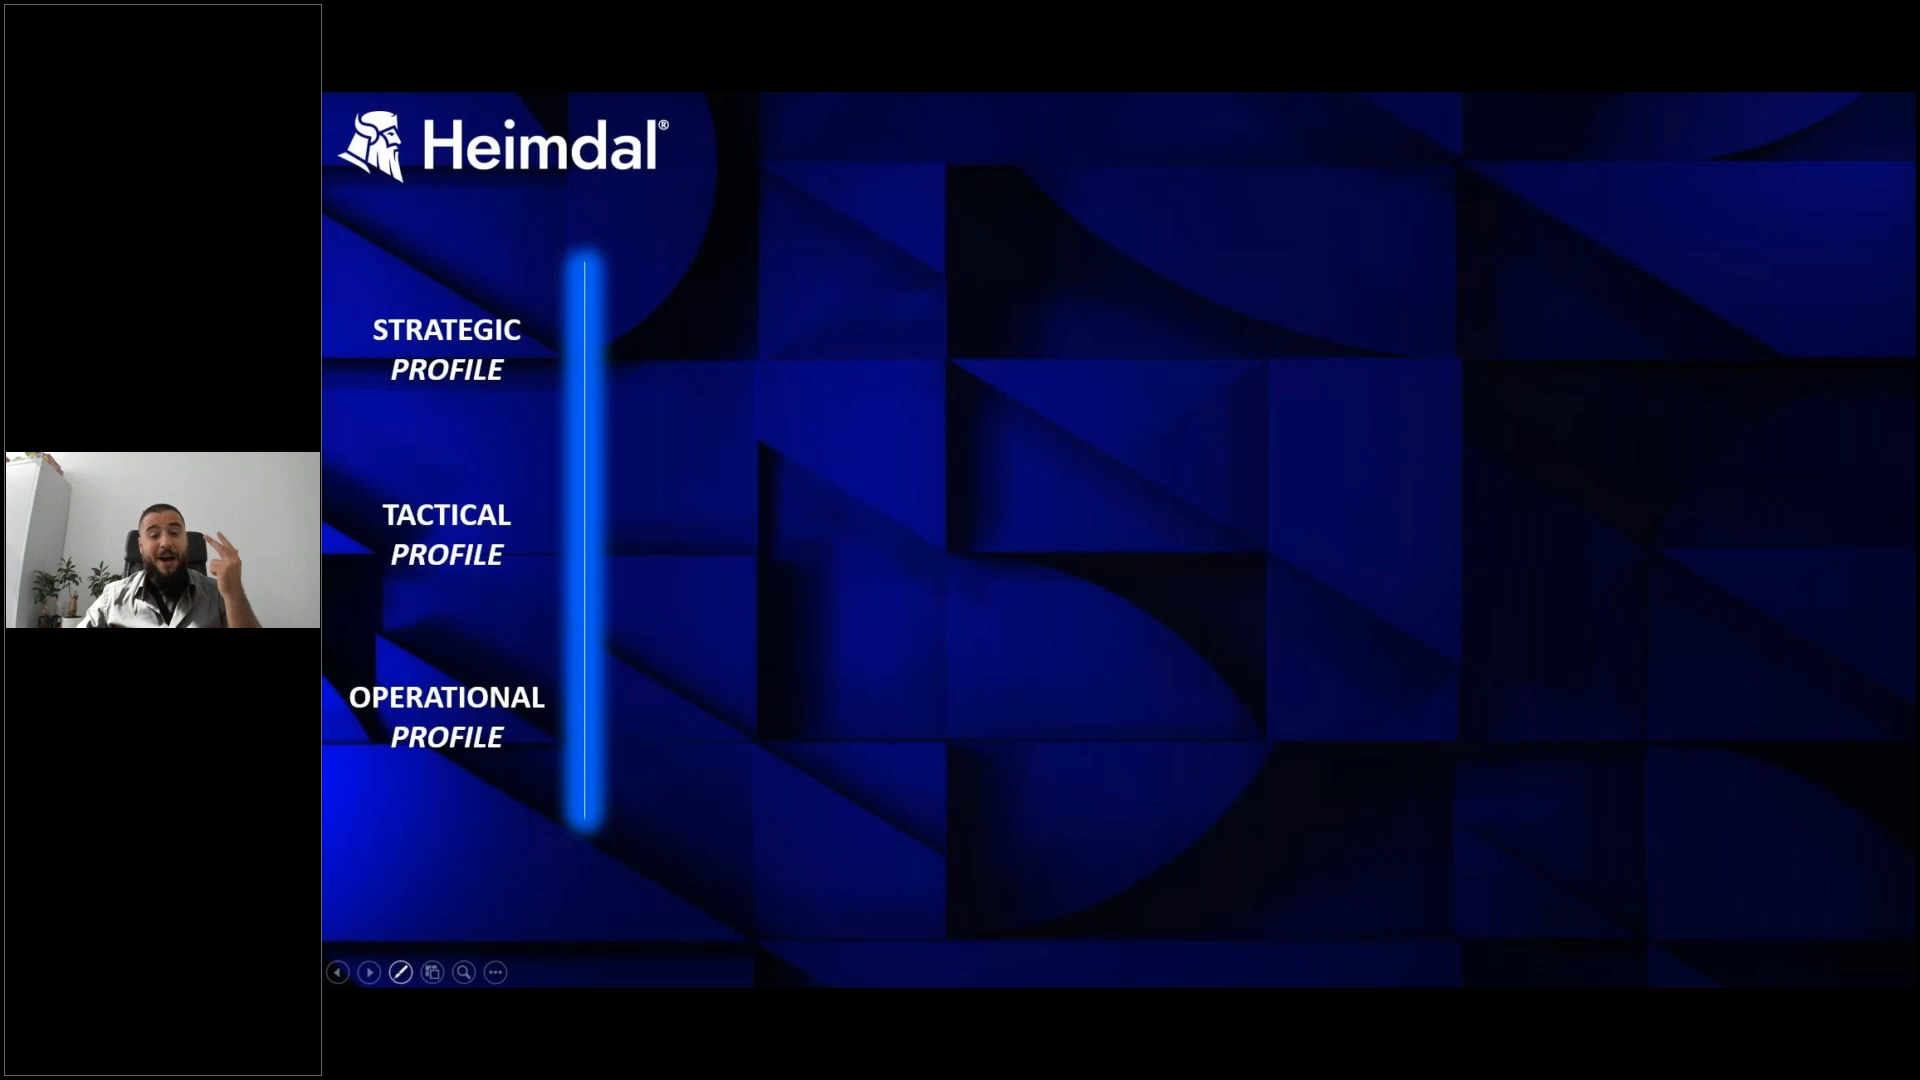 Heimdal®
STRATEGIC
PROFILE
TACTICAL
PROFILE
OPERATIONAL
PROFILE